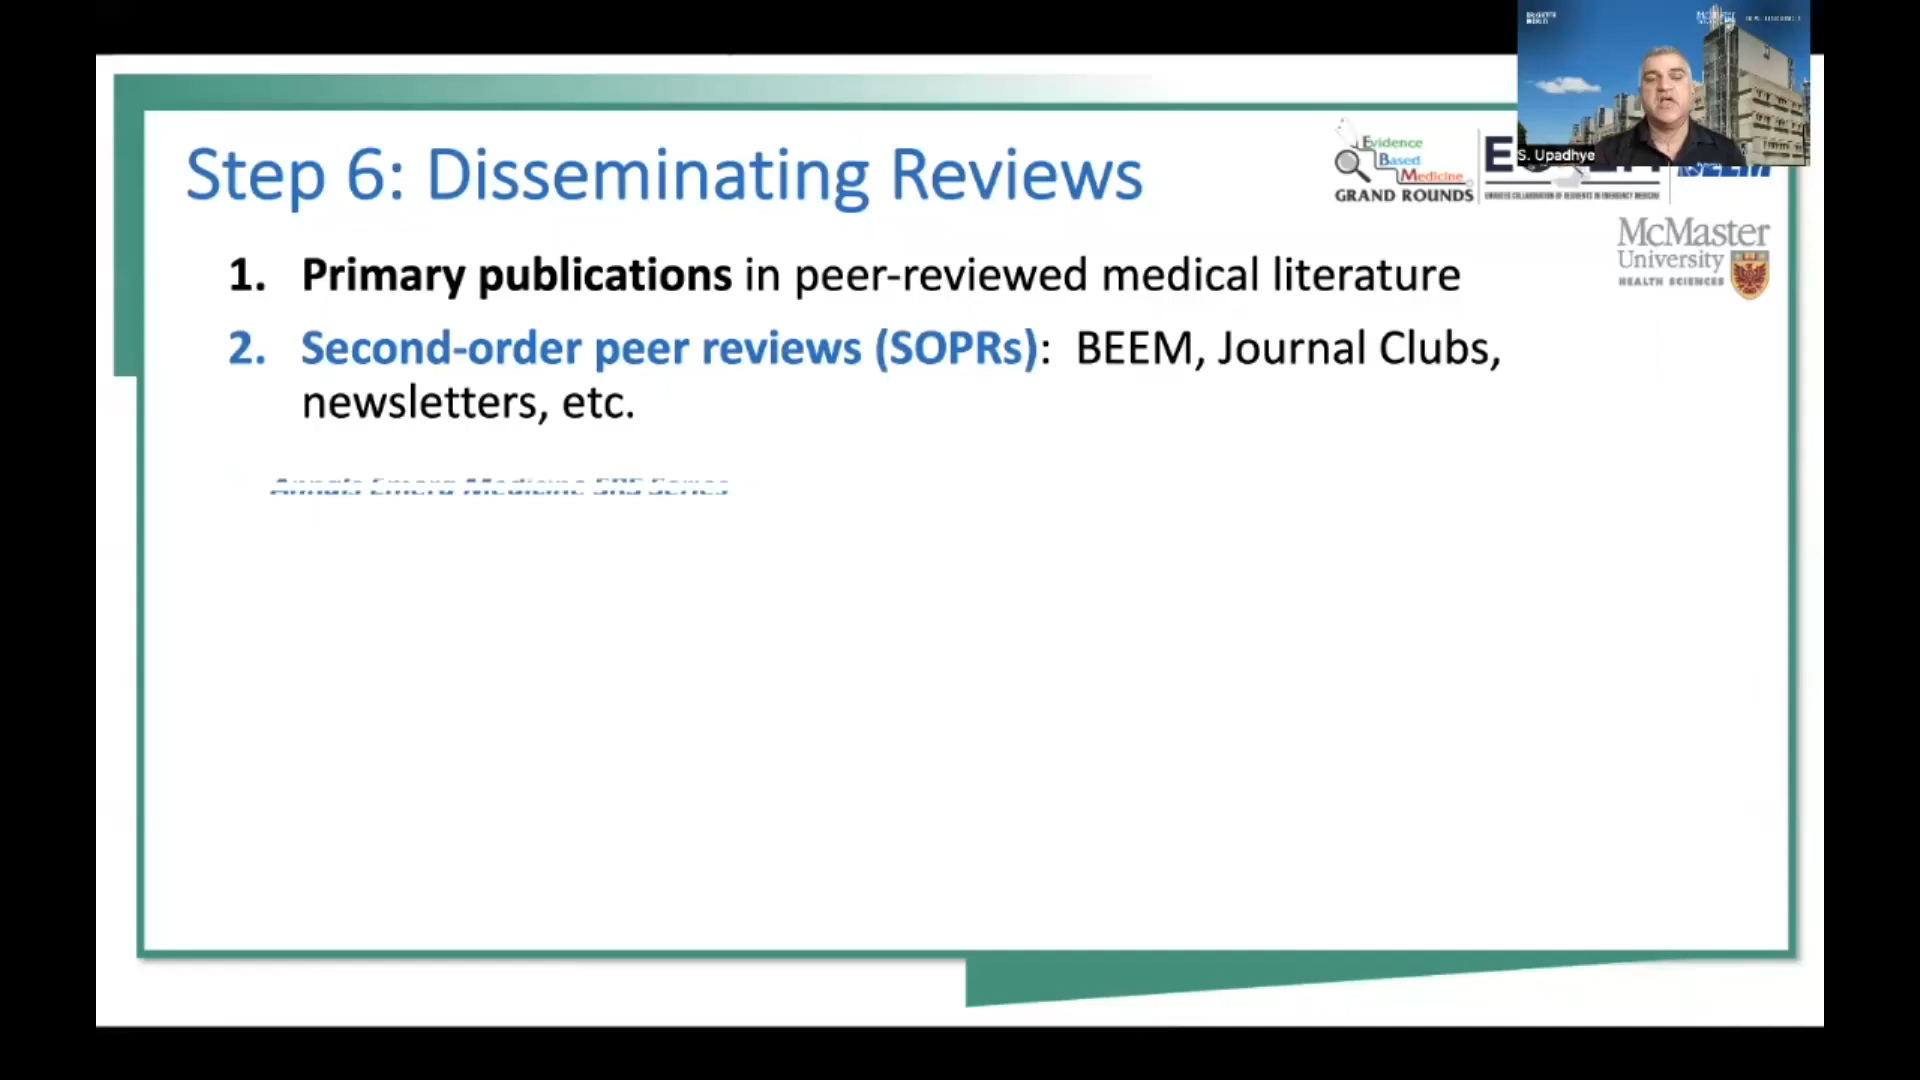 S. Upadhye
Step 6: Disseminating Reviews
Evidence
Based
Medicine
GRAND ROUNDS
McMaster
University
HEALTH SCIENCES
1. Primary publications in peer-reviewed medical literature
2. Second-order peer reviews (SOPRs): BEEM, Journal Clubs,
newsletters, etc.